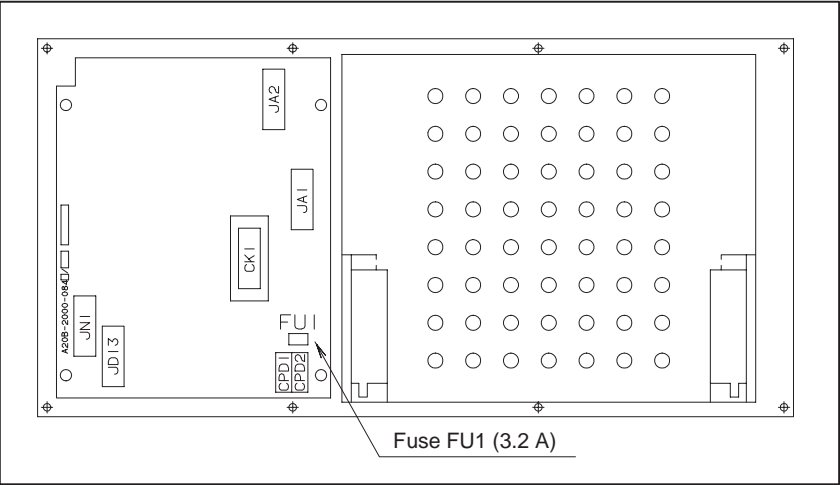 JA2
JA1
CK1
A20B-2000-084
JN1
JD13
FU1
CPD1
CPD2
Fuse FU1 (3.2 A)